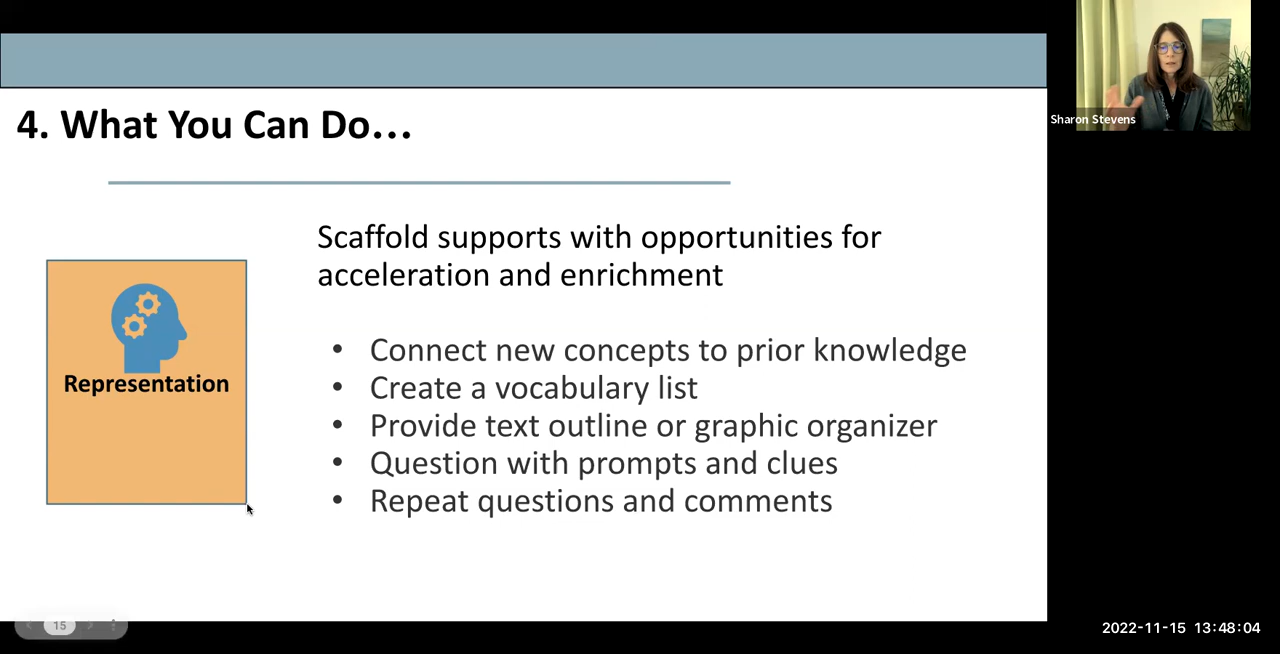 4. What You Can Do…
Scaffold supports with opportunities for
acceleration and enrichment
Representation
• Connect new concepts to prior knowledge
• Create a vocabulary list
• Provide text outline or graphic organizer
• Question with prompts and clues
• Repeat questions and comments
Sharon Stevens
15
2022-11-15 13:48:04